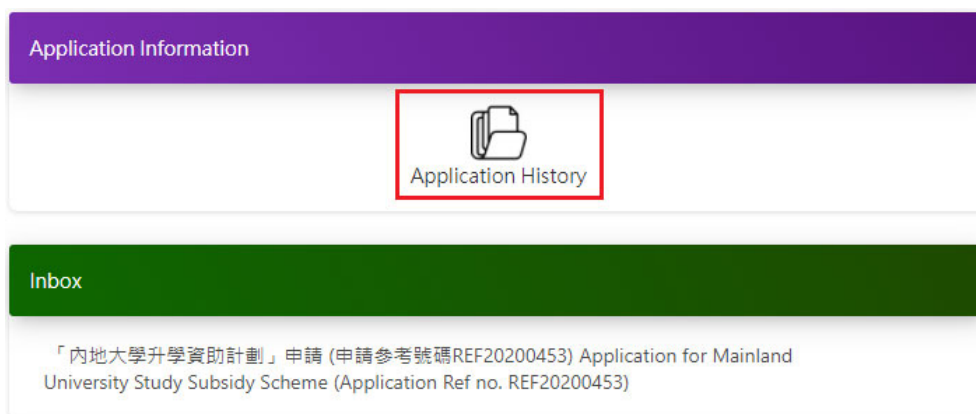 Application Information
Application History
Inbox
「內地大學升學資助計劃」申請 (申請參考號碼REF20200453) Application for Mainland
University Study Subsidy Scheme (Application Ref no. REF20200453)